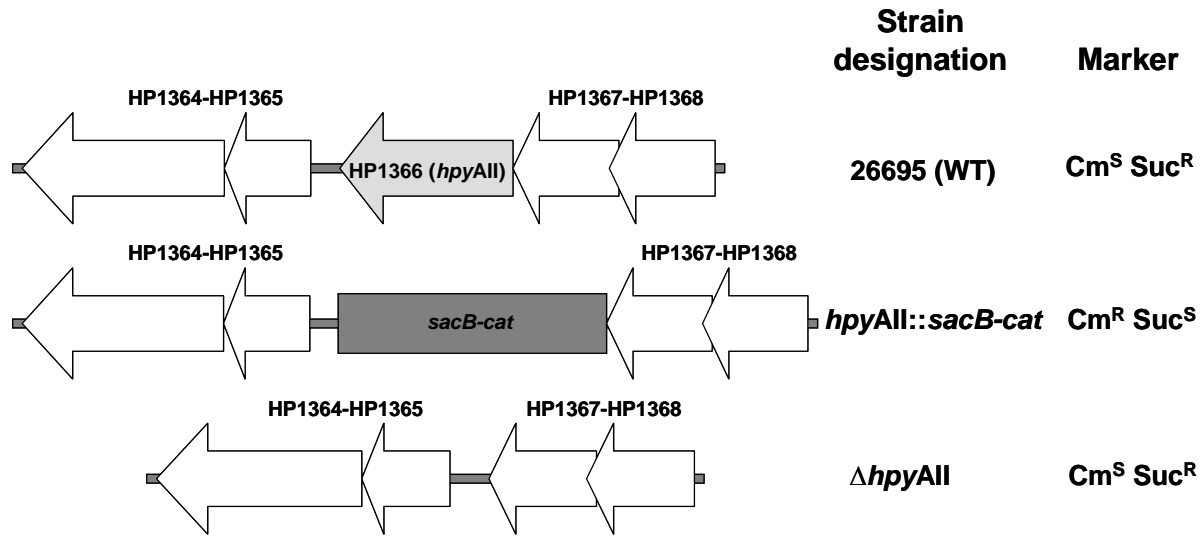 Strain
designation
Marker
HP1364-HP1365
HP1367-HP1368
HP1366 (hpyAII)
26695 (WT)
Cm^S Suc^R
HP1364-HP1365
HP1367-HP1368
sacB-cat
hpyAII::sacB-cat
Cm^R Suc^S
HP1364-HP1365
HP1367-HP1368
ΔhpyAII
Cm^S Suc^R